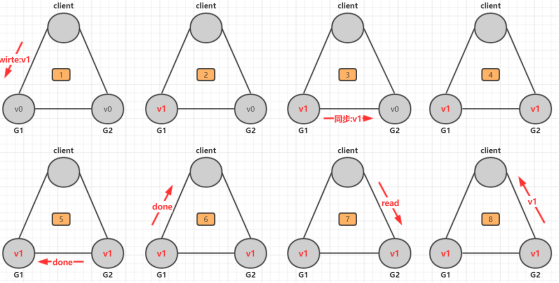 client client client client
wirte:v1
1 2 3 4
v0 v0 v1 v0 v1 v0 v1 v1
同步:v1
G1 G2 G1 G2 G1 G2 G1 G2
client client client client
done read v1
5 6 7 8
v1 v1 v1 v1 v1 v1 v1 v1
done
G1 G2 G1 G2 G1 G2 G1 G2